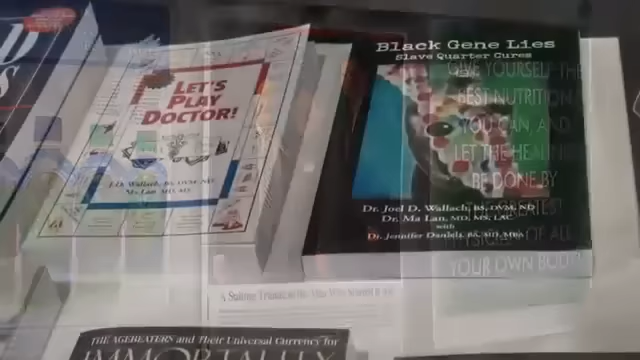 LET'S
PLAY
DOCTOR!
J.D. Wallach, BS, DVM, ND
Ma Lan, MD, MS
Black Gene Lies
Slave Quarter Cures
Dr. Joel D. Wallach, BS, DVM, ND
Dr. Ma Lan, MD, MS, LAC
with
Dr. Jennifer Daniels, BS, MD, MBA
GIVE YOURSELF THE
BEST NUTRITION
YOU CAN, AND
LET THE HEALING
BE DONE BY
GREATEST
OF ALL
YOUR OWN BODY
THE AGEBEATERS and Their Universal Currency for
IMMORTALITY